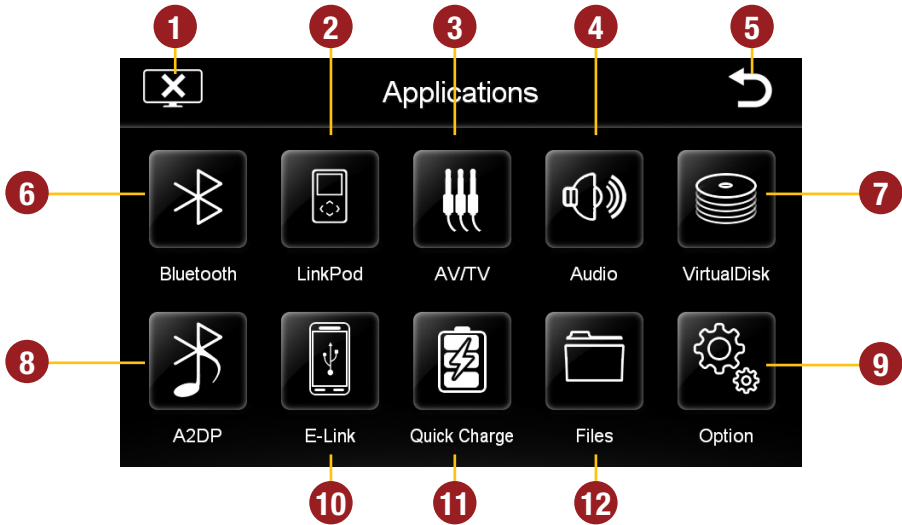 1 2 3 4 5
Applications
6 7
Bluetooth LinkPod AV/TV Audio VirtualDisk
8 9
A2DP E-Link Quick Charge Files Option
10 11 12